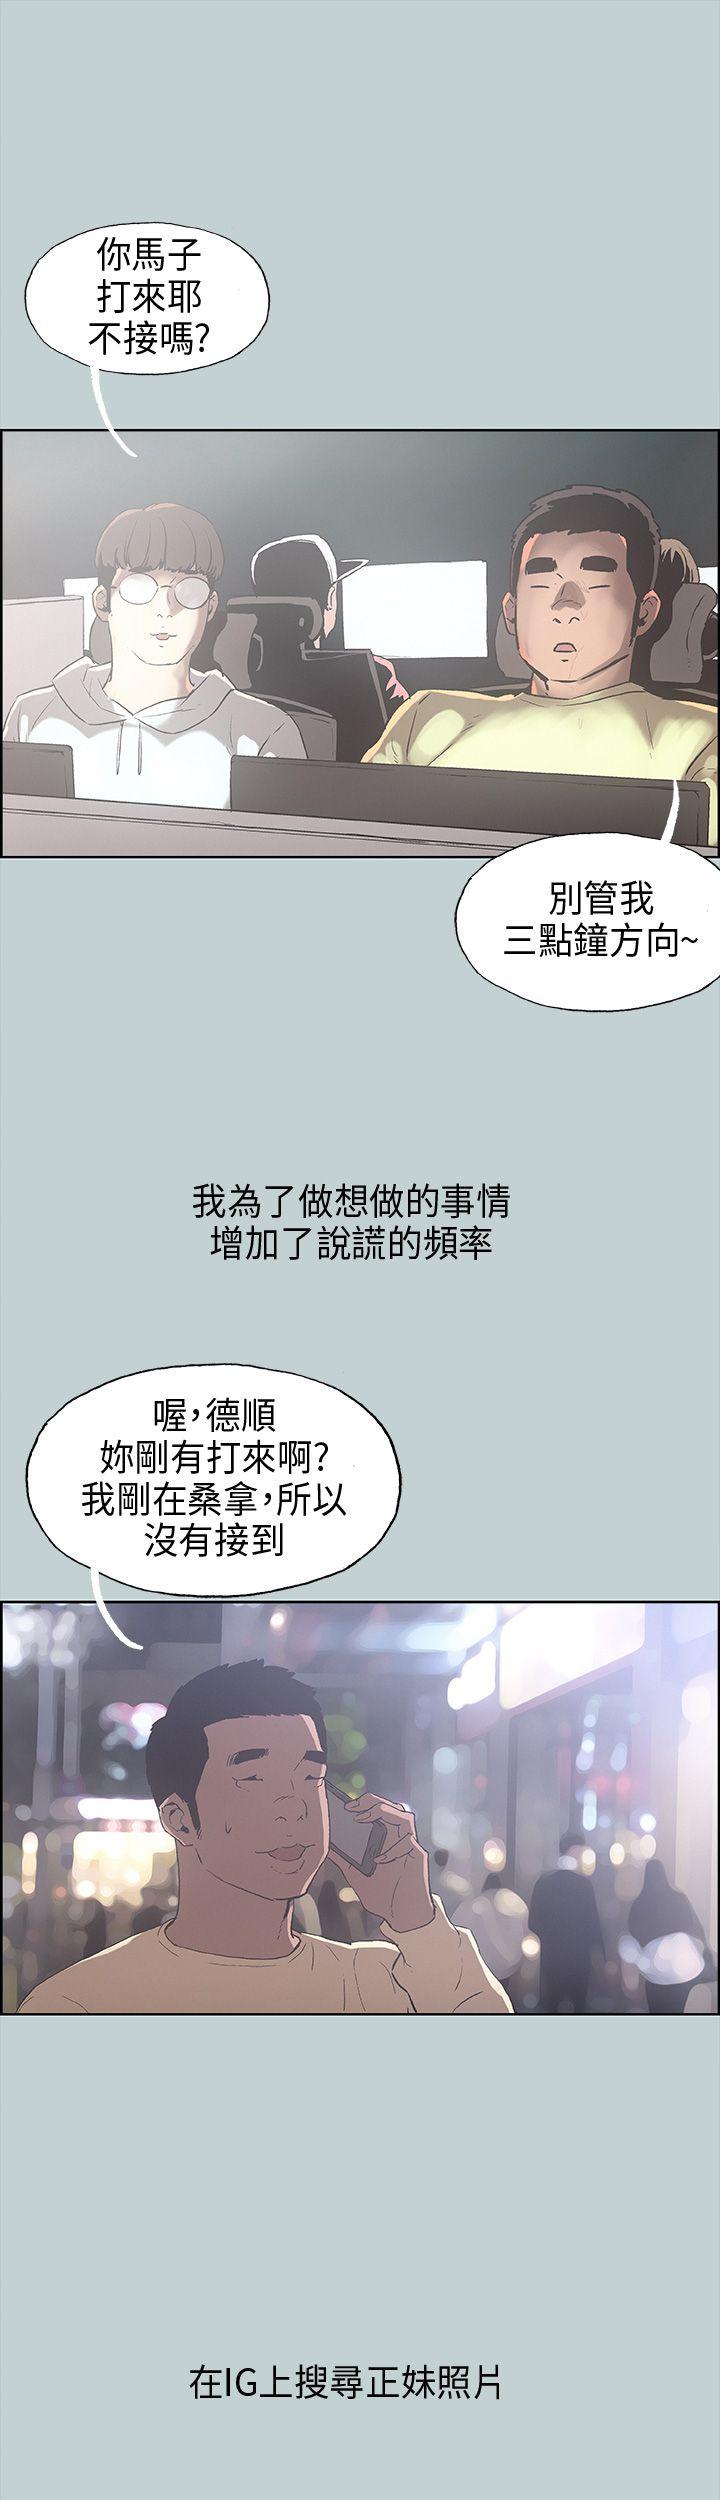 你馬子
打來耶
不接嗎?
別管我
三點鐘方向~
我為了做想做的事情
增加了說謊的頻率
喔,德順
妳剛有打來啊?
我剛在桑拿,所以
沒有接到
在IG上搜尋正妹照片